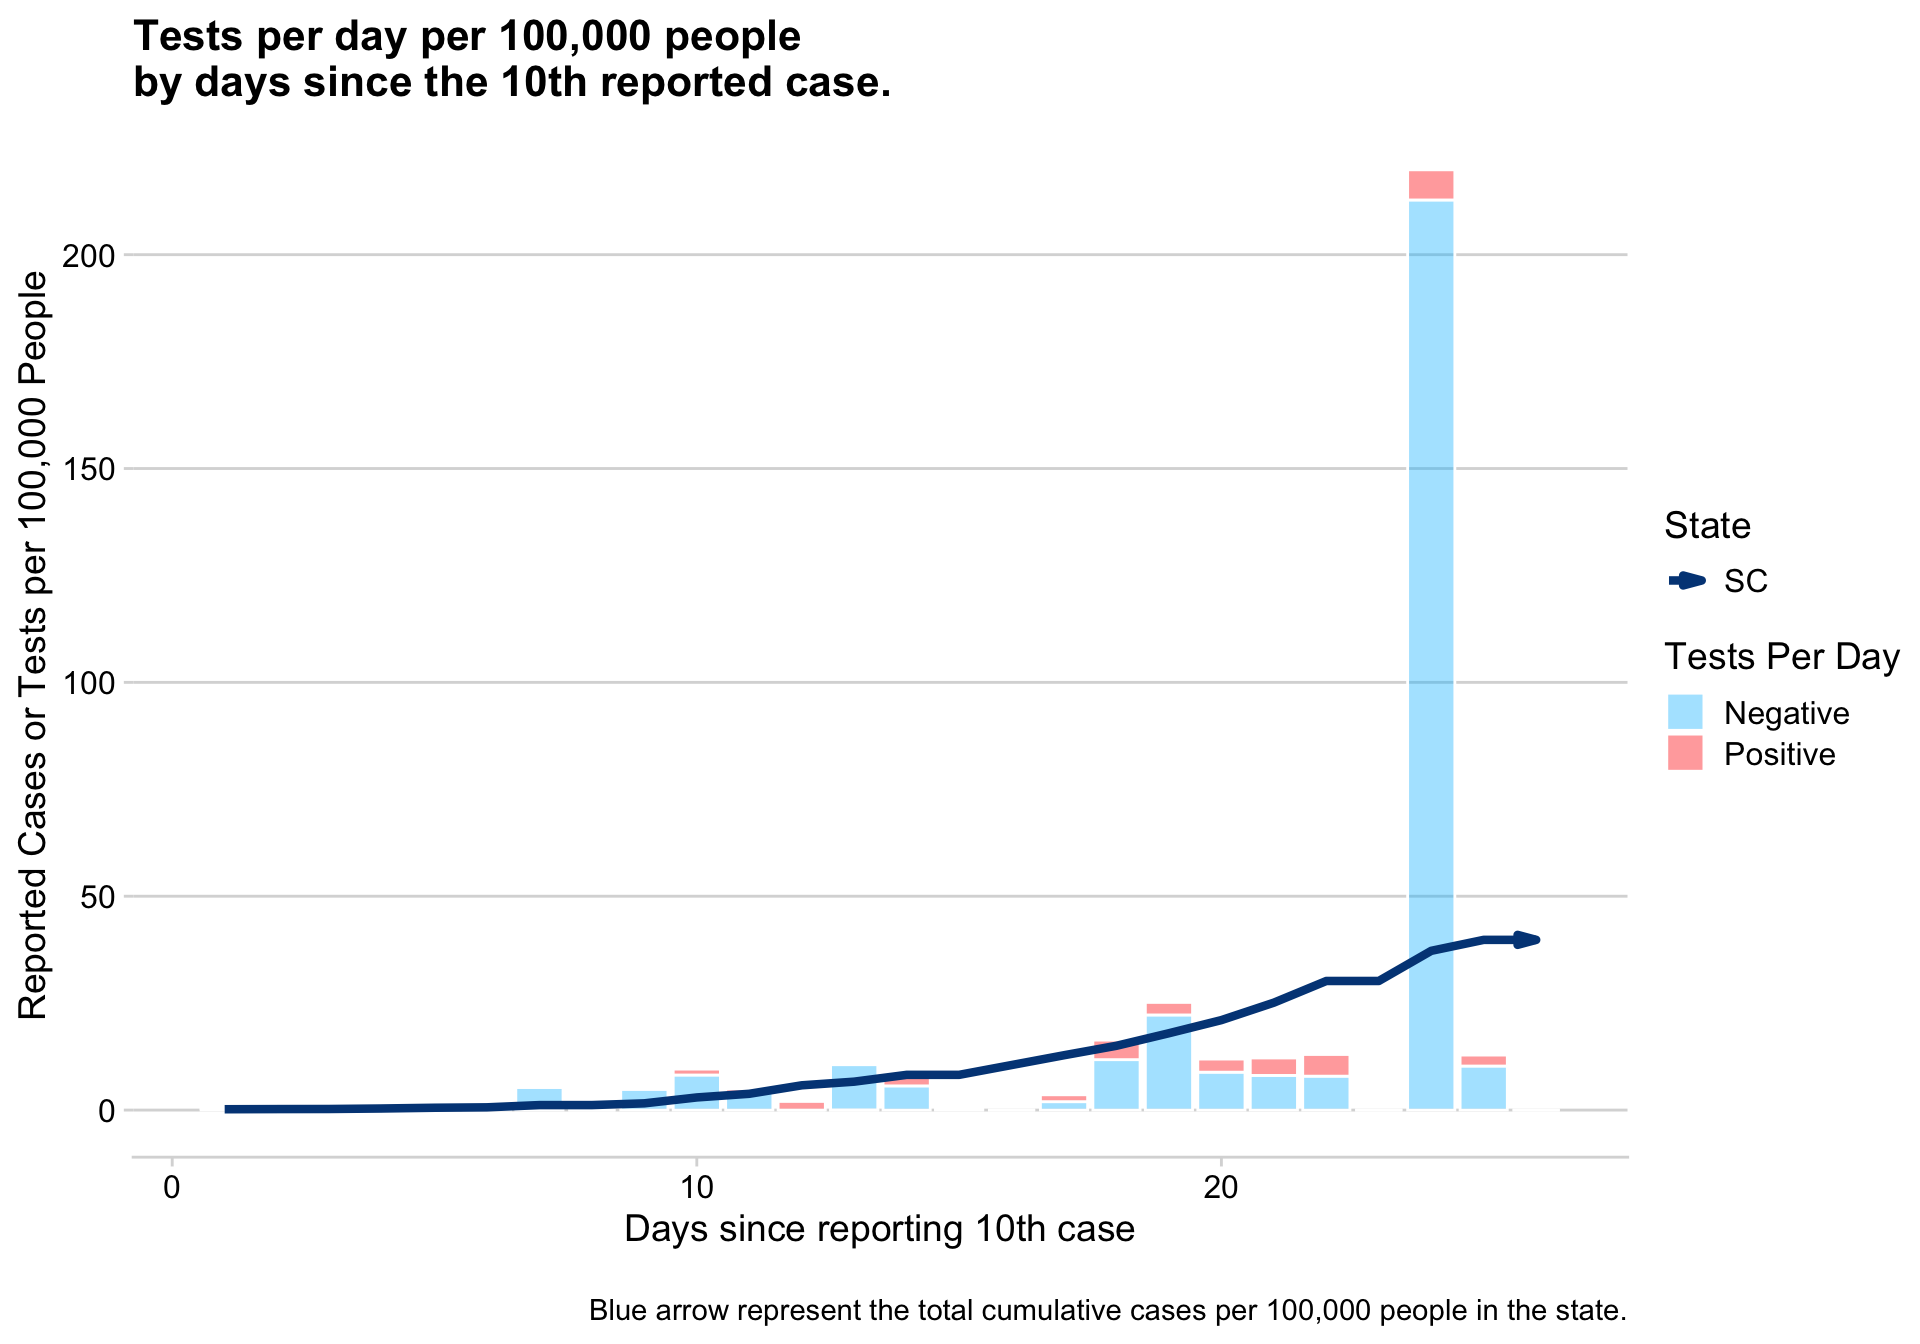 Tests per day per 100,000 people
by days since the 10th reported case.
Reported Cases or Tests per 100,000 People
200
150
100
50
0
0
10
20
Days since reporting 10th case
State
SC
Tests Per Day
Negative
Positive
Blue arrow represent the total cumulative cases per 100,000 people in the state.